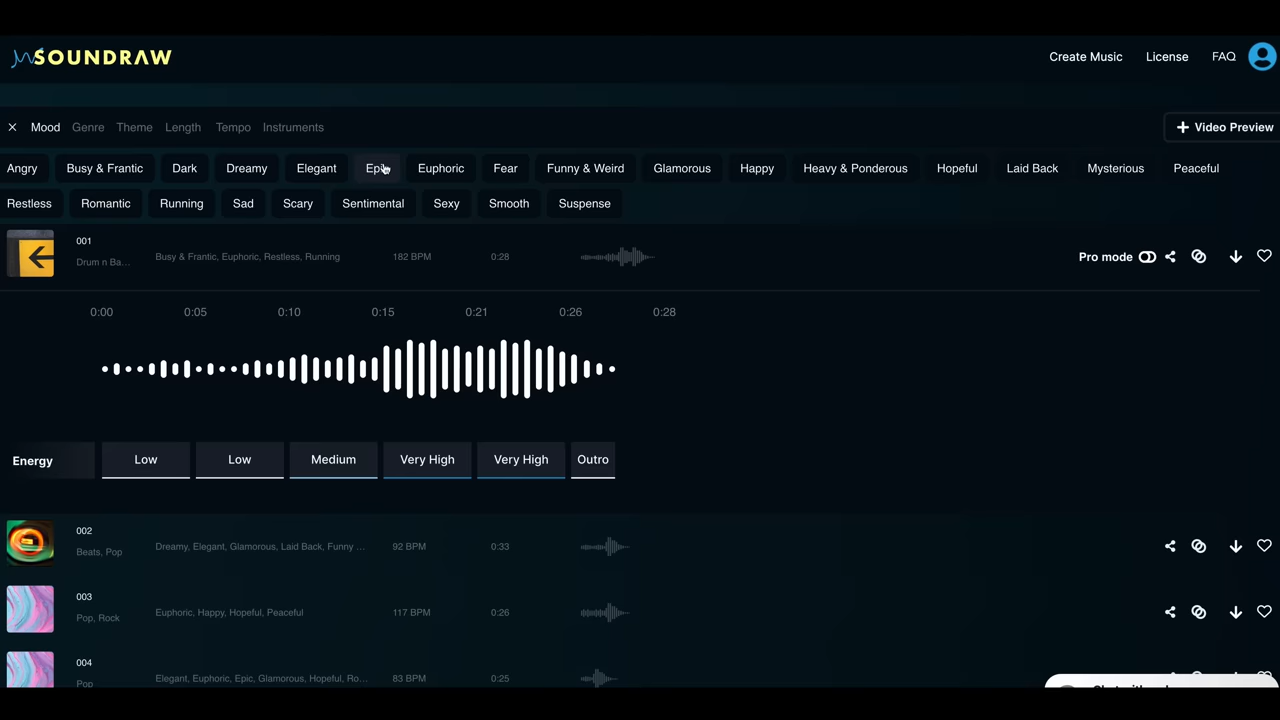 SOUNDRAW
Create Music License FAQ
Mood Genre Theme Length Tempo Instruments
Video Preview
Angry Busy & Frantic Dark Dreamy Elegant Epic Euphoric Fear Funny & Weird Glamorous Happy Heavy & Ponderous Hopeful Laid Back Mysterious Peaceful
Restless Romantic Running Sad Scary Sentimental Sexy Smooth Suspense
001
Drum n Ba... Busy & Frantic, Euphoric, Restless, Running 182 BPM 0:28 Pro mode
0:00 0:05 0:10 0:15 0:21 0:26 0:28
Energy Low Low Medium Very High Very High Outro
002
Beats, Pop Dreamy, Elegant, Glamorous, Laid Back, Funny ... 92 BPM 0:33
003
Pop, Rock Euphoric, Happy, Hopeful, Peaceful 117 BPM 0:26
004
Pop Elegant, Euphoric, Epic, Glamorous, Hopeful, Ro... 83 BPM 0:25